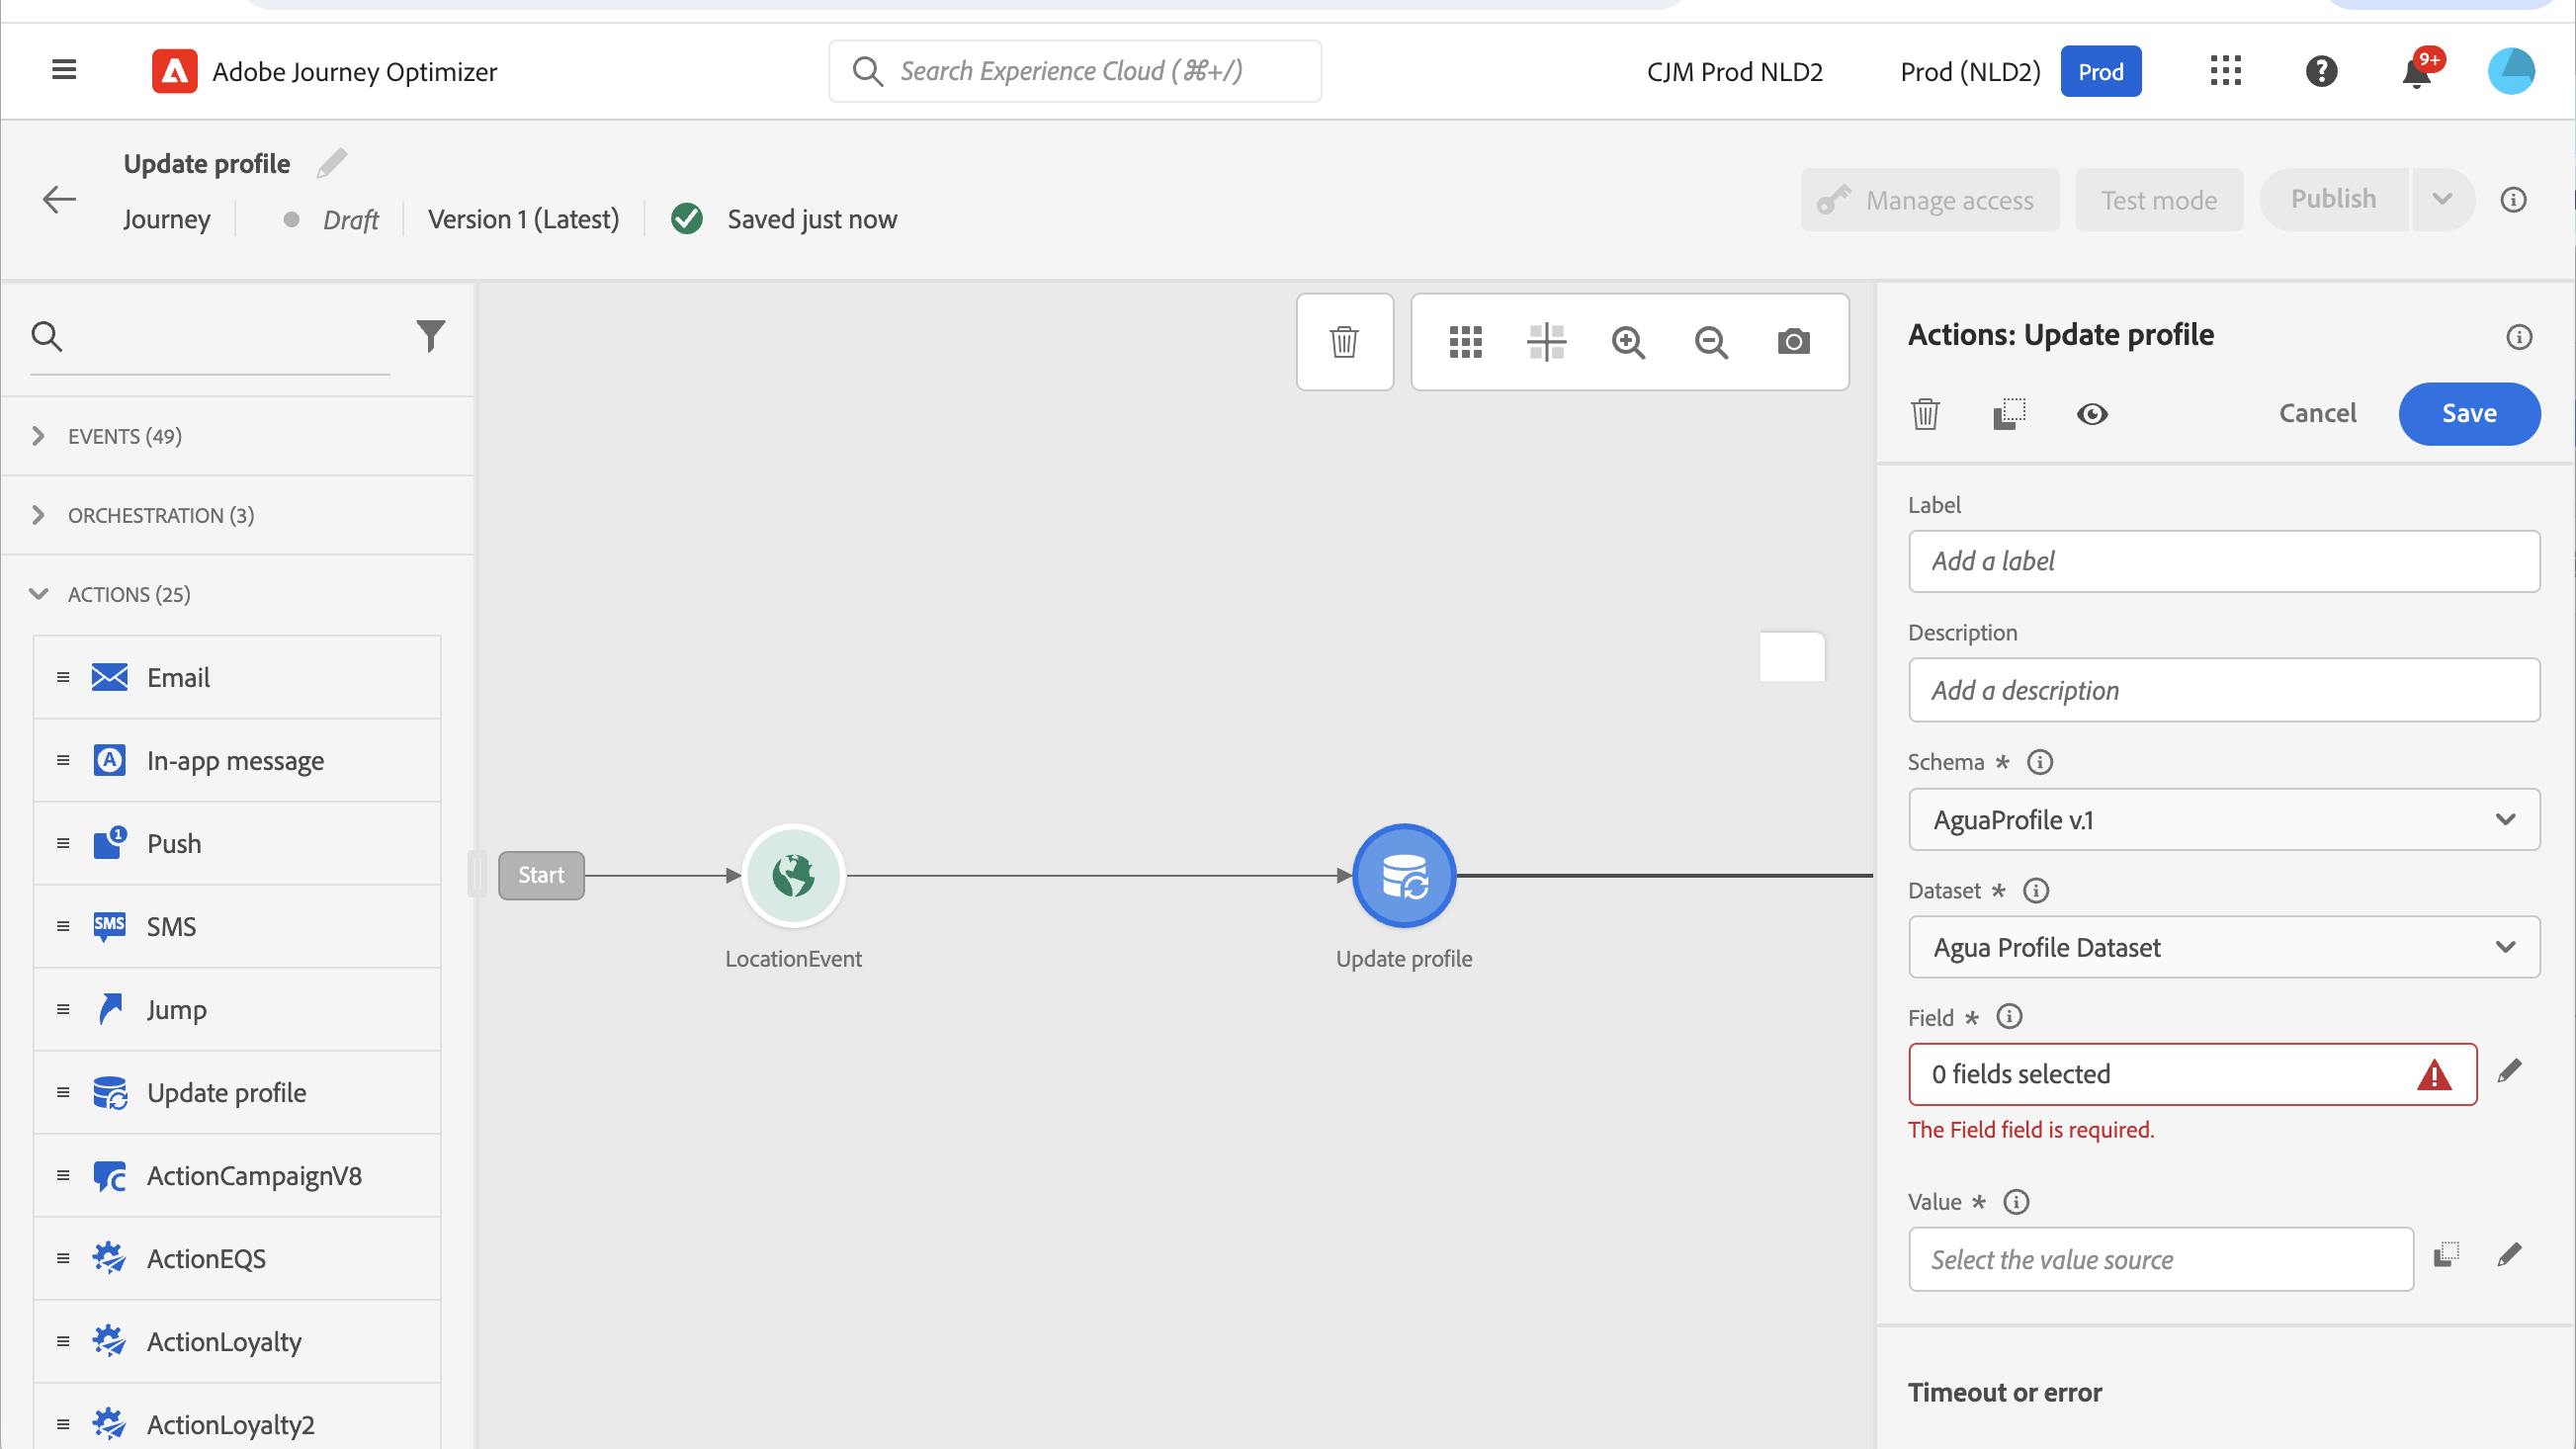 Adobe Journey Optimizer
Search Experience Cloud (⌘+/)
CJM Prod NLD2
Prod (NLD2)
Prod
9+
Update profile
Journey
Draft
Version 1 (Latest)
Saved just now
Manage access
Test mode
Publish
EVENTS (49)
ORCHESTRATION (3)
ACTIONS (25)
Email
In-app message
Push
SMS
SMS
Jump
Update profile
ActionCampaignV8
ActionEQS
ActionLoyalty
ActionLoyalty2
Start
LocationEvent
Update profile
Actions: Update profile
Cancel
Save
Label
Add a label
Description
Add a description
Schema *
AguaProfile v.1
Dataset *
Agua Profile Dataset
Field *
0 fields selected
The Field field is required.
Value *
Select the value source
Timeout or error